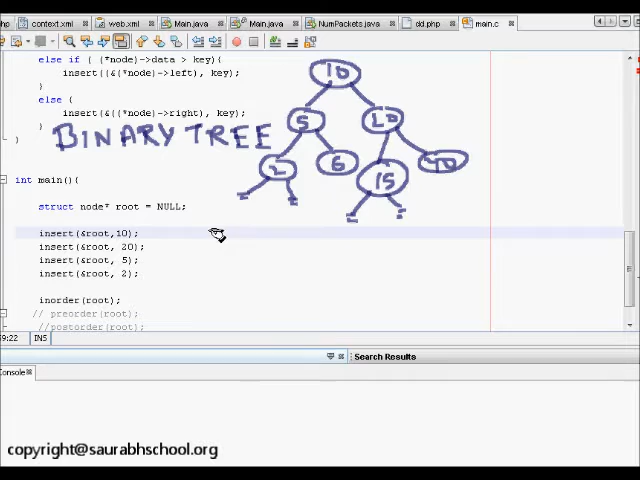 context.xml web.xml Main.java Main.java NumPackets.java dd.php main.c
else if ( (*node)->data > key){
insert((&(*node)->left), key);
}
else {
insert(&((*node)->right), key);
}
}
BINARY TREE
10
5
20
2
6
15
40
int main(){
struct node* root = NULL;
insert(&root,10);
insert(&root, 20);
insert(&root, 5);
insert(&root, 2);
inorder(root);
// preorder(root);
//postorder(root);
59:22 INS
Search Results
Console
copyright@saurabhschool.org